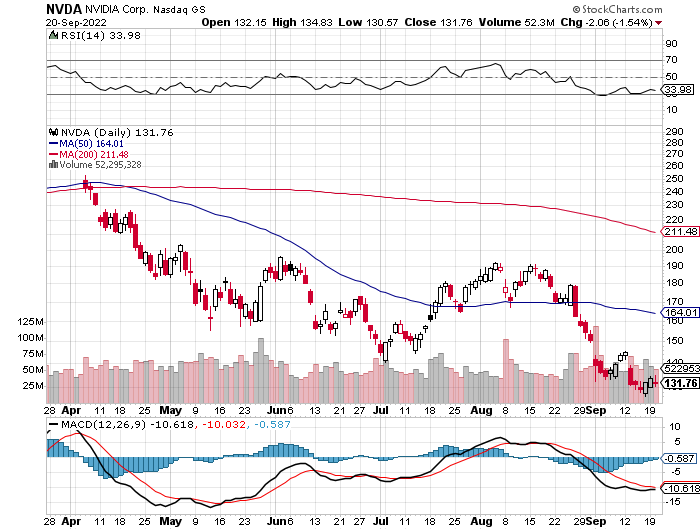 NVDA NVIDIA Corp. Nasdaq GS © StockCharts.com
20-Sep-2022 Open 132.15 High 134.83 Low 130.57 Close 131.76 Volume 52.3M Chg -2.06 (-1.54%)
RSI(14) 33.98
90
70
50
33.98
30
10
NVDA (Daily) 131.76
MA(50) 164.01
MA(200) 211.48
Volume 52,295,328
290
280
270
260
250
240
230
220
211.48
200
190
180
170
164.01
160
150
140
131.76
522953
125M
100M
75M
50M
25M
28 Apr 11 18 25 May 9 16 23 Jun 6 13 21 27 Jul 11 18 25 Aug 8 15 22 29 Sep 12 19
MACD(12,26,9) -10.618, -10.032, -0.587
10
5
-0.587
-5
-10.618
28 Apr 11 18 25 May 9 16 23 Jun 6 13 21 27 Jul 11 18 25 Aug 8 15 22 29 Sep 12 19